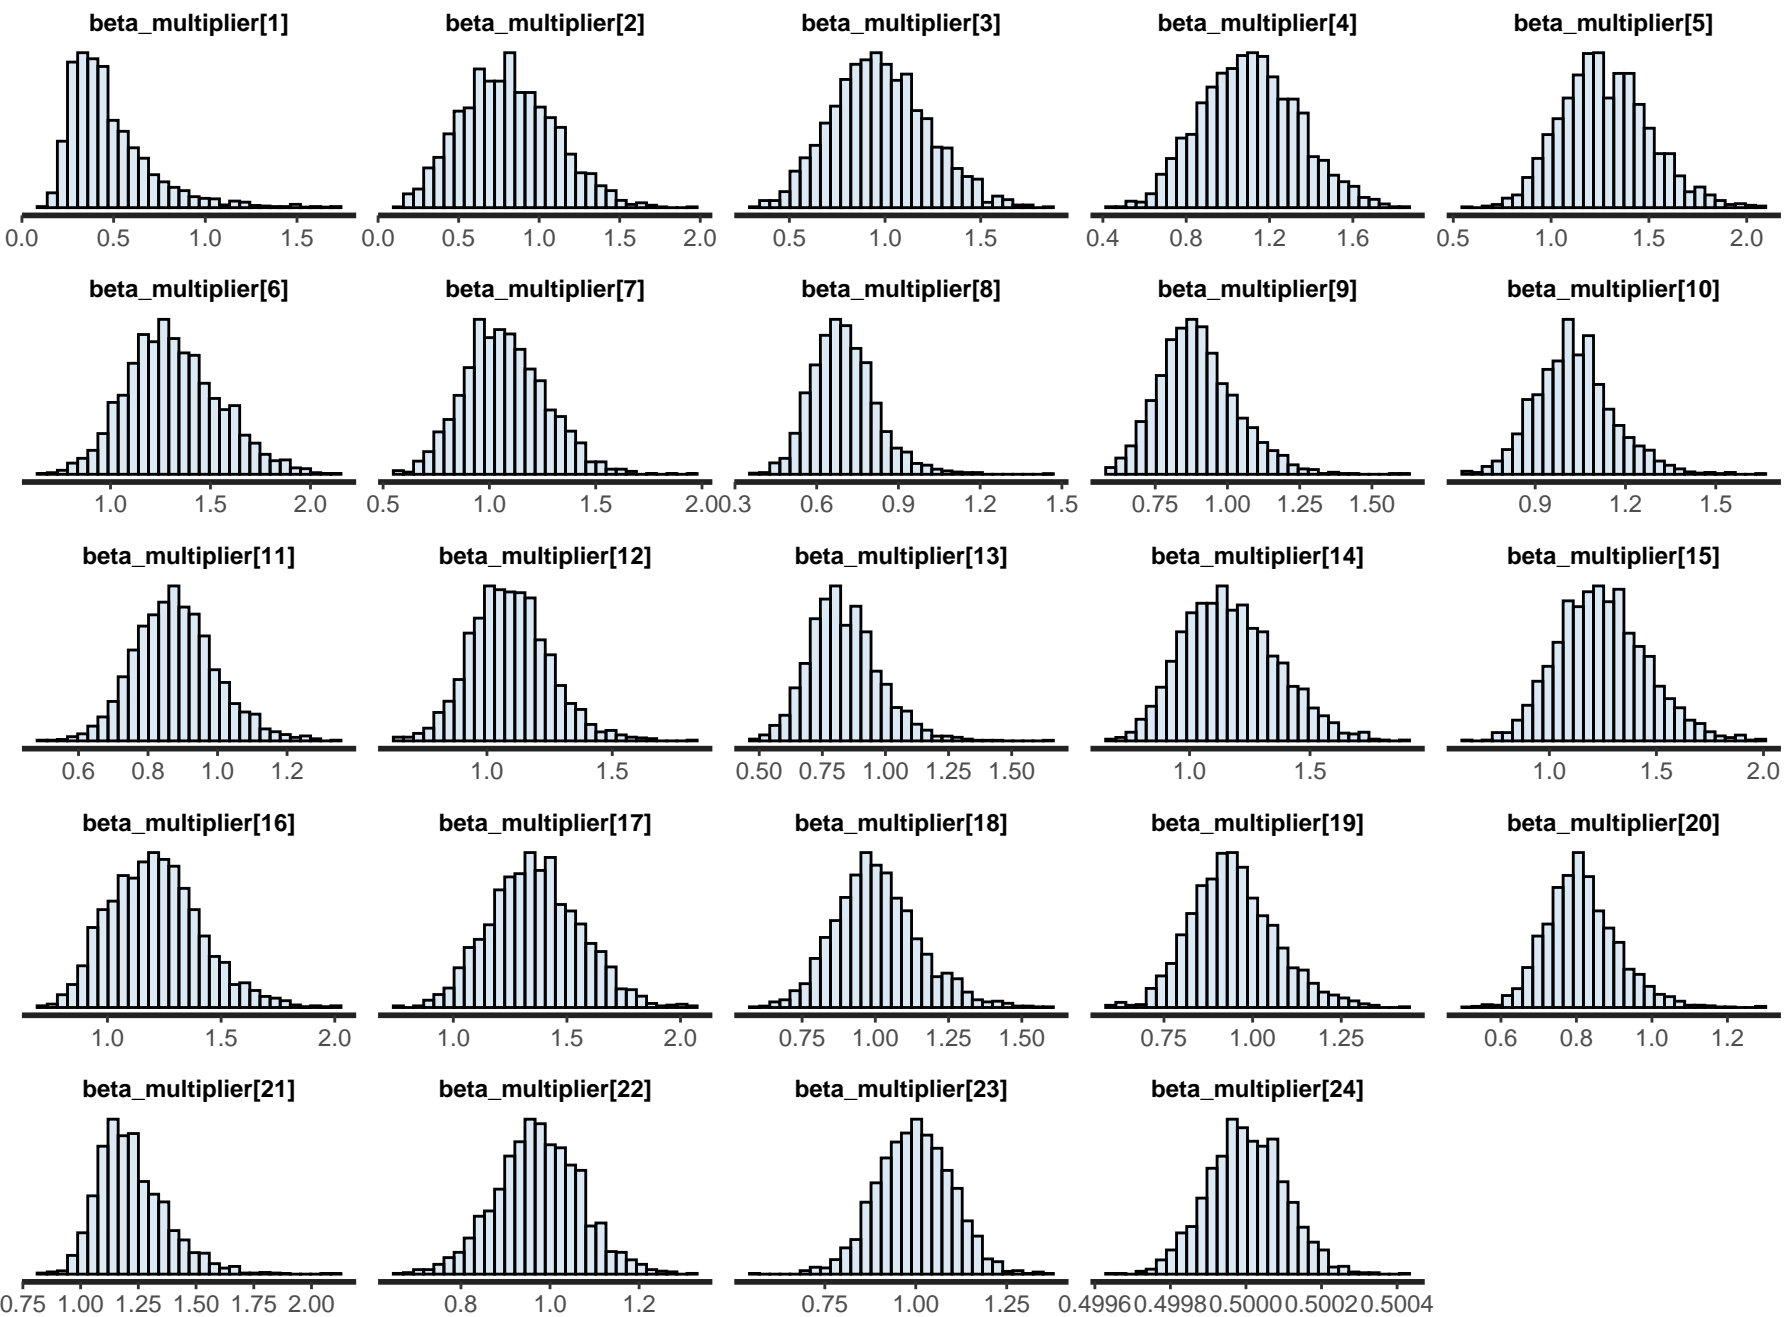 beta_multiplier[1] beta_multiplier[2] beta_multiplier[3] beta_multiplier[4] beta_multiplier[5]
0.0 0.5 1.0 1.5 0.0 0.5 1.0 1.5 2.0 0.5 1.0 1.5 0.4 0.8 1.2 1.6 0.5 1.0 1.5 2.0
beta_multiplier[6] beta_multiplier[7] beta_multiplier[8] beta_multiplier[9] beta_multiplier[10]
1.0 1.5 2.0 0.5 1.0 1.5 2.0 0.3 0.6 0.9 1.2 1.5 0.75 1.00 1.25 1.50 0.9 1.2 1.5
beta_multiplier[11] beta_multiplier[12] beta_multiplier[13] beta_multiplier[14] beta_multiplier[15]
0.6 0.8 1.0 1.2 1.0 1.5 0.50 0.75 1.00 1.25 1.50 1.0 1.5 1.0 1.5 2.0
beta_multiplier[16] beta_multiplier[17] beta_multiplier[18] beta_multiplier[19] beta_multiplier[20]
1.0 1.5 2.0 1.0 1.5 2.0 0.75 1.00 1.25 1.50 0.75 1.00 1.25 0.6 0.8 1.0 1.2
beta_multiplier[21] beta_multiplier[22] beta_multiplier[23] beta_multiplier[24]
0.75 1.00 1.25 1.50 1.75 2.00 0.8 1.0 1.2 0.75 1.00 1.25 0.4996 0.4998 0.5000 0.5002 0.5004